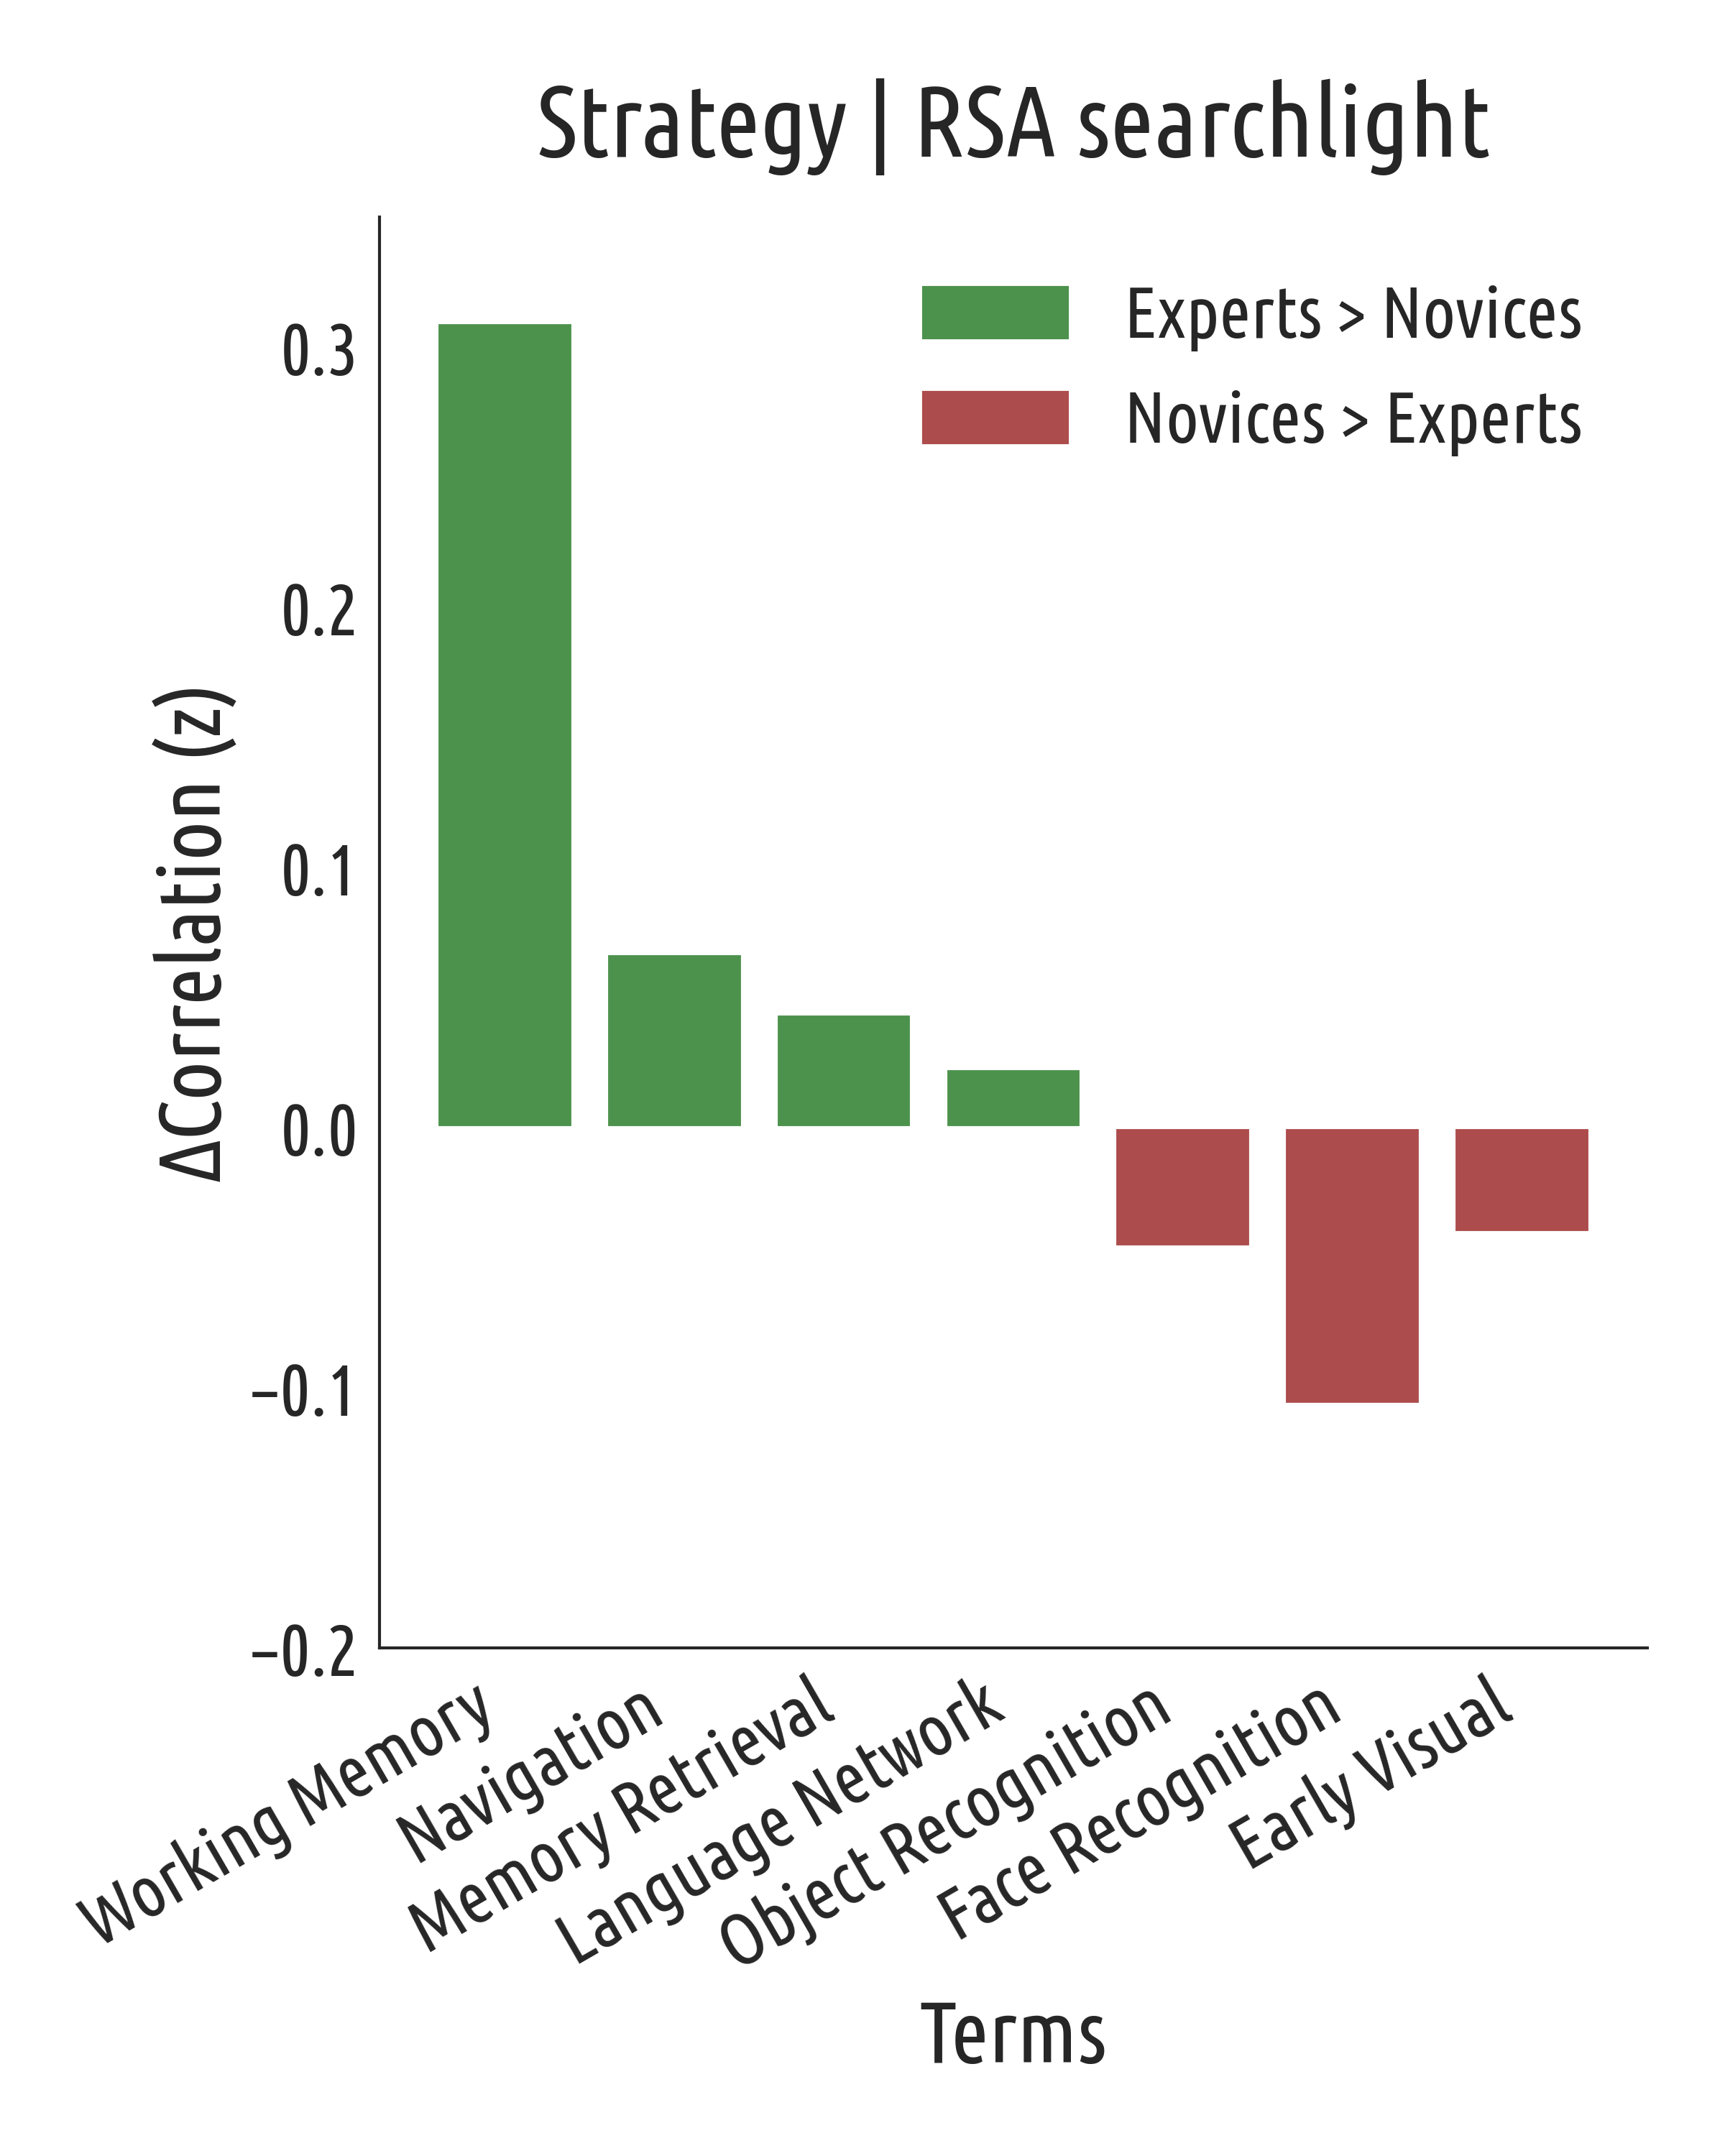 Strategy | RSA searchlight
Experts > Novices
Novices > Experts
ΔCorrelation (z)
0.3
0.2
0.1
0.0
−0.1
−0.2
Working Memory
Navigation
Memory Retrieval
Language Network
Object Recognition
Face Recognition
Early Visual
Terms